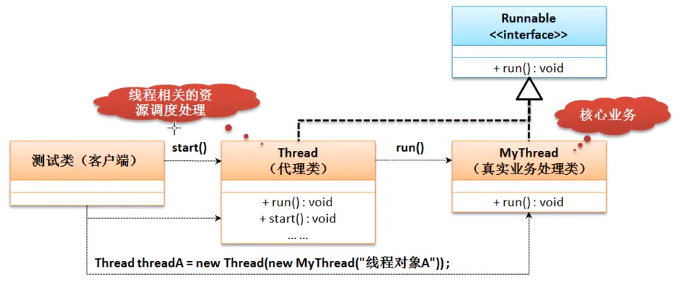 Runnable
<<interface>>
+ run() : void
线程相关的资
源调度处理
核心业务
测试类（客户端）
start()
Thread
（代理类）
run()
MyThread
（真实业务处理类）
+ run() : void
+ start() : void
... ...
+ run() : void
Thread threadA = new Thread(new MyThread("线程对象A")) ;